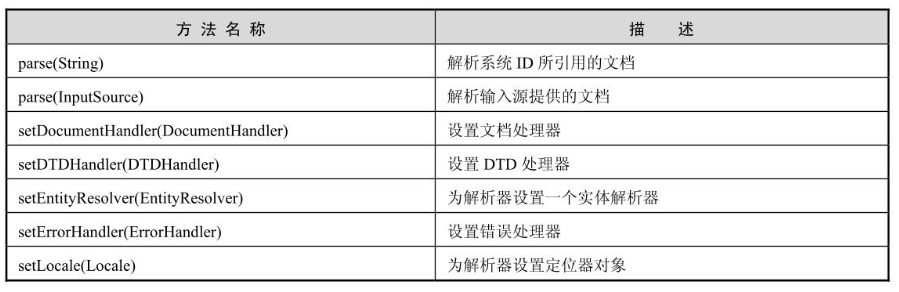 方法名称 描述
parse(String) 解析系统 ID 所引用的文档
parse(InputSource) 解析输入源提供的文档
setDocumentHandler(DocumentHandler) 设置文档处理器
setDTDHandler(DTDHandler) 设置 DTD 处理器
setEntityResolver(EntityResolver) 为解析器设置一个实体解析器
setErrorHandler(ErrorHandler) 设置错误处理器
setLocale(Locale) 为解析器设置定位器对象